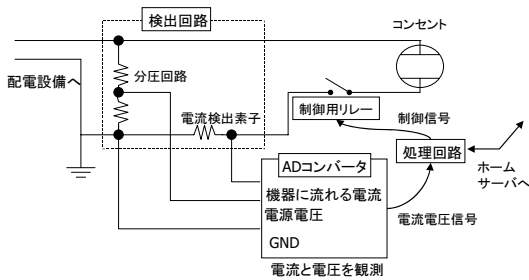 検出回路
コンセント
分圧回路
配電設備へ
電流検出素子
制御用リレー
制御信号
処理回路
ホーム
サーバへ
ADコンバータ
機器に流れる電流
電源電圧
GND
電流電圧信号
電流と電圧を観測